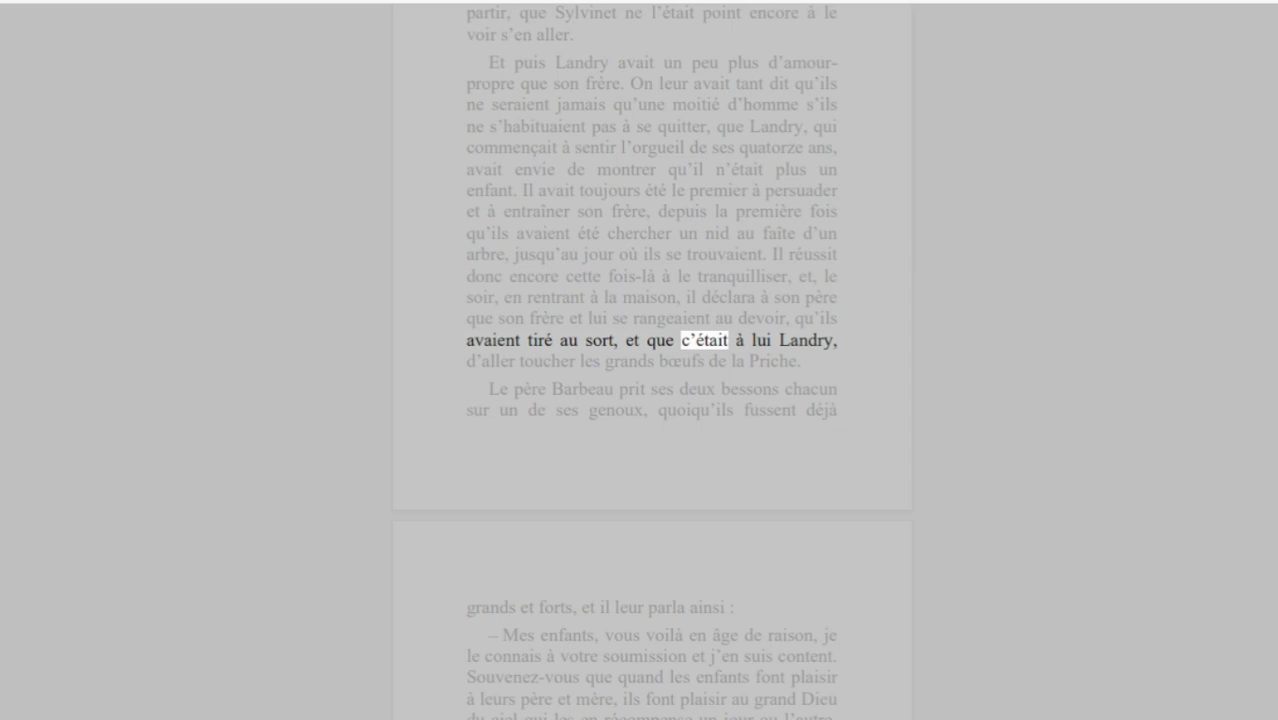 partir, que Sylvinet ne l’était point encore à le
voir s’en aller.
Et puis Landry avait un peu plus d’amour-
propre que son frère. On leur avait tant dit qu’ils
ne seraient jamais qu’une moitié d’homme s’ils
ne s’habituaient pas à se quitter, que Landry, qui
commençait à sentir l’orgueil de ses quatorze ans,
avait envie de montrer qu’il n’était plus un
enfant. Il avait toujours été le premier à persuader
et à entraîner son frère, depuis la première fois
qu’ils avaient été chercher un nid au faîte d’un
arbre, jusqu’au jour où ils se trouvaient. Il réussit
donc encore cette fois-là à le tranquilliser, et, le
soir, en rentrant à la maison, il déclara à son père
que son frère et lui se rangeaient au devoir, qu’ils
avaient tiré au sort, et que c’était à lui Landry,
d’aller toucher les grands bœufs de la Priche.
Le père Barbeau prit ses deux bessons chacun
sur un de ses genoux, quoiqu’ils fussent déjà
grands et forts, et il leur parla ainsi :
– Mes enfants, vous voilà en âge de raison, je
le connais à votre soumission et j’en suis content.
Souvenez-vous que quand les enfants font plaisir
à leurs père et mère, ils font plaisir au grand Dieu
du ciel qui les en récompense un jour ou l’autre.